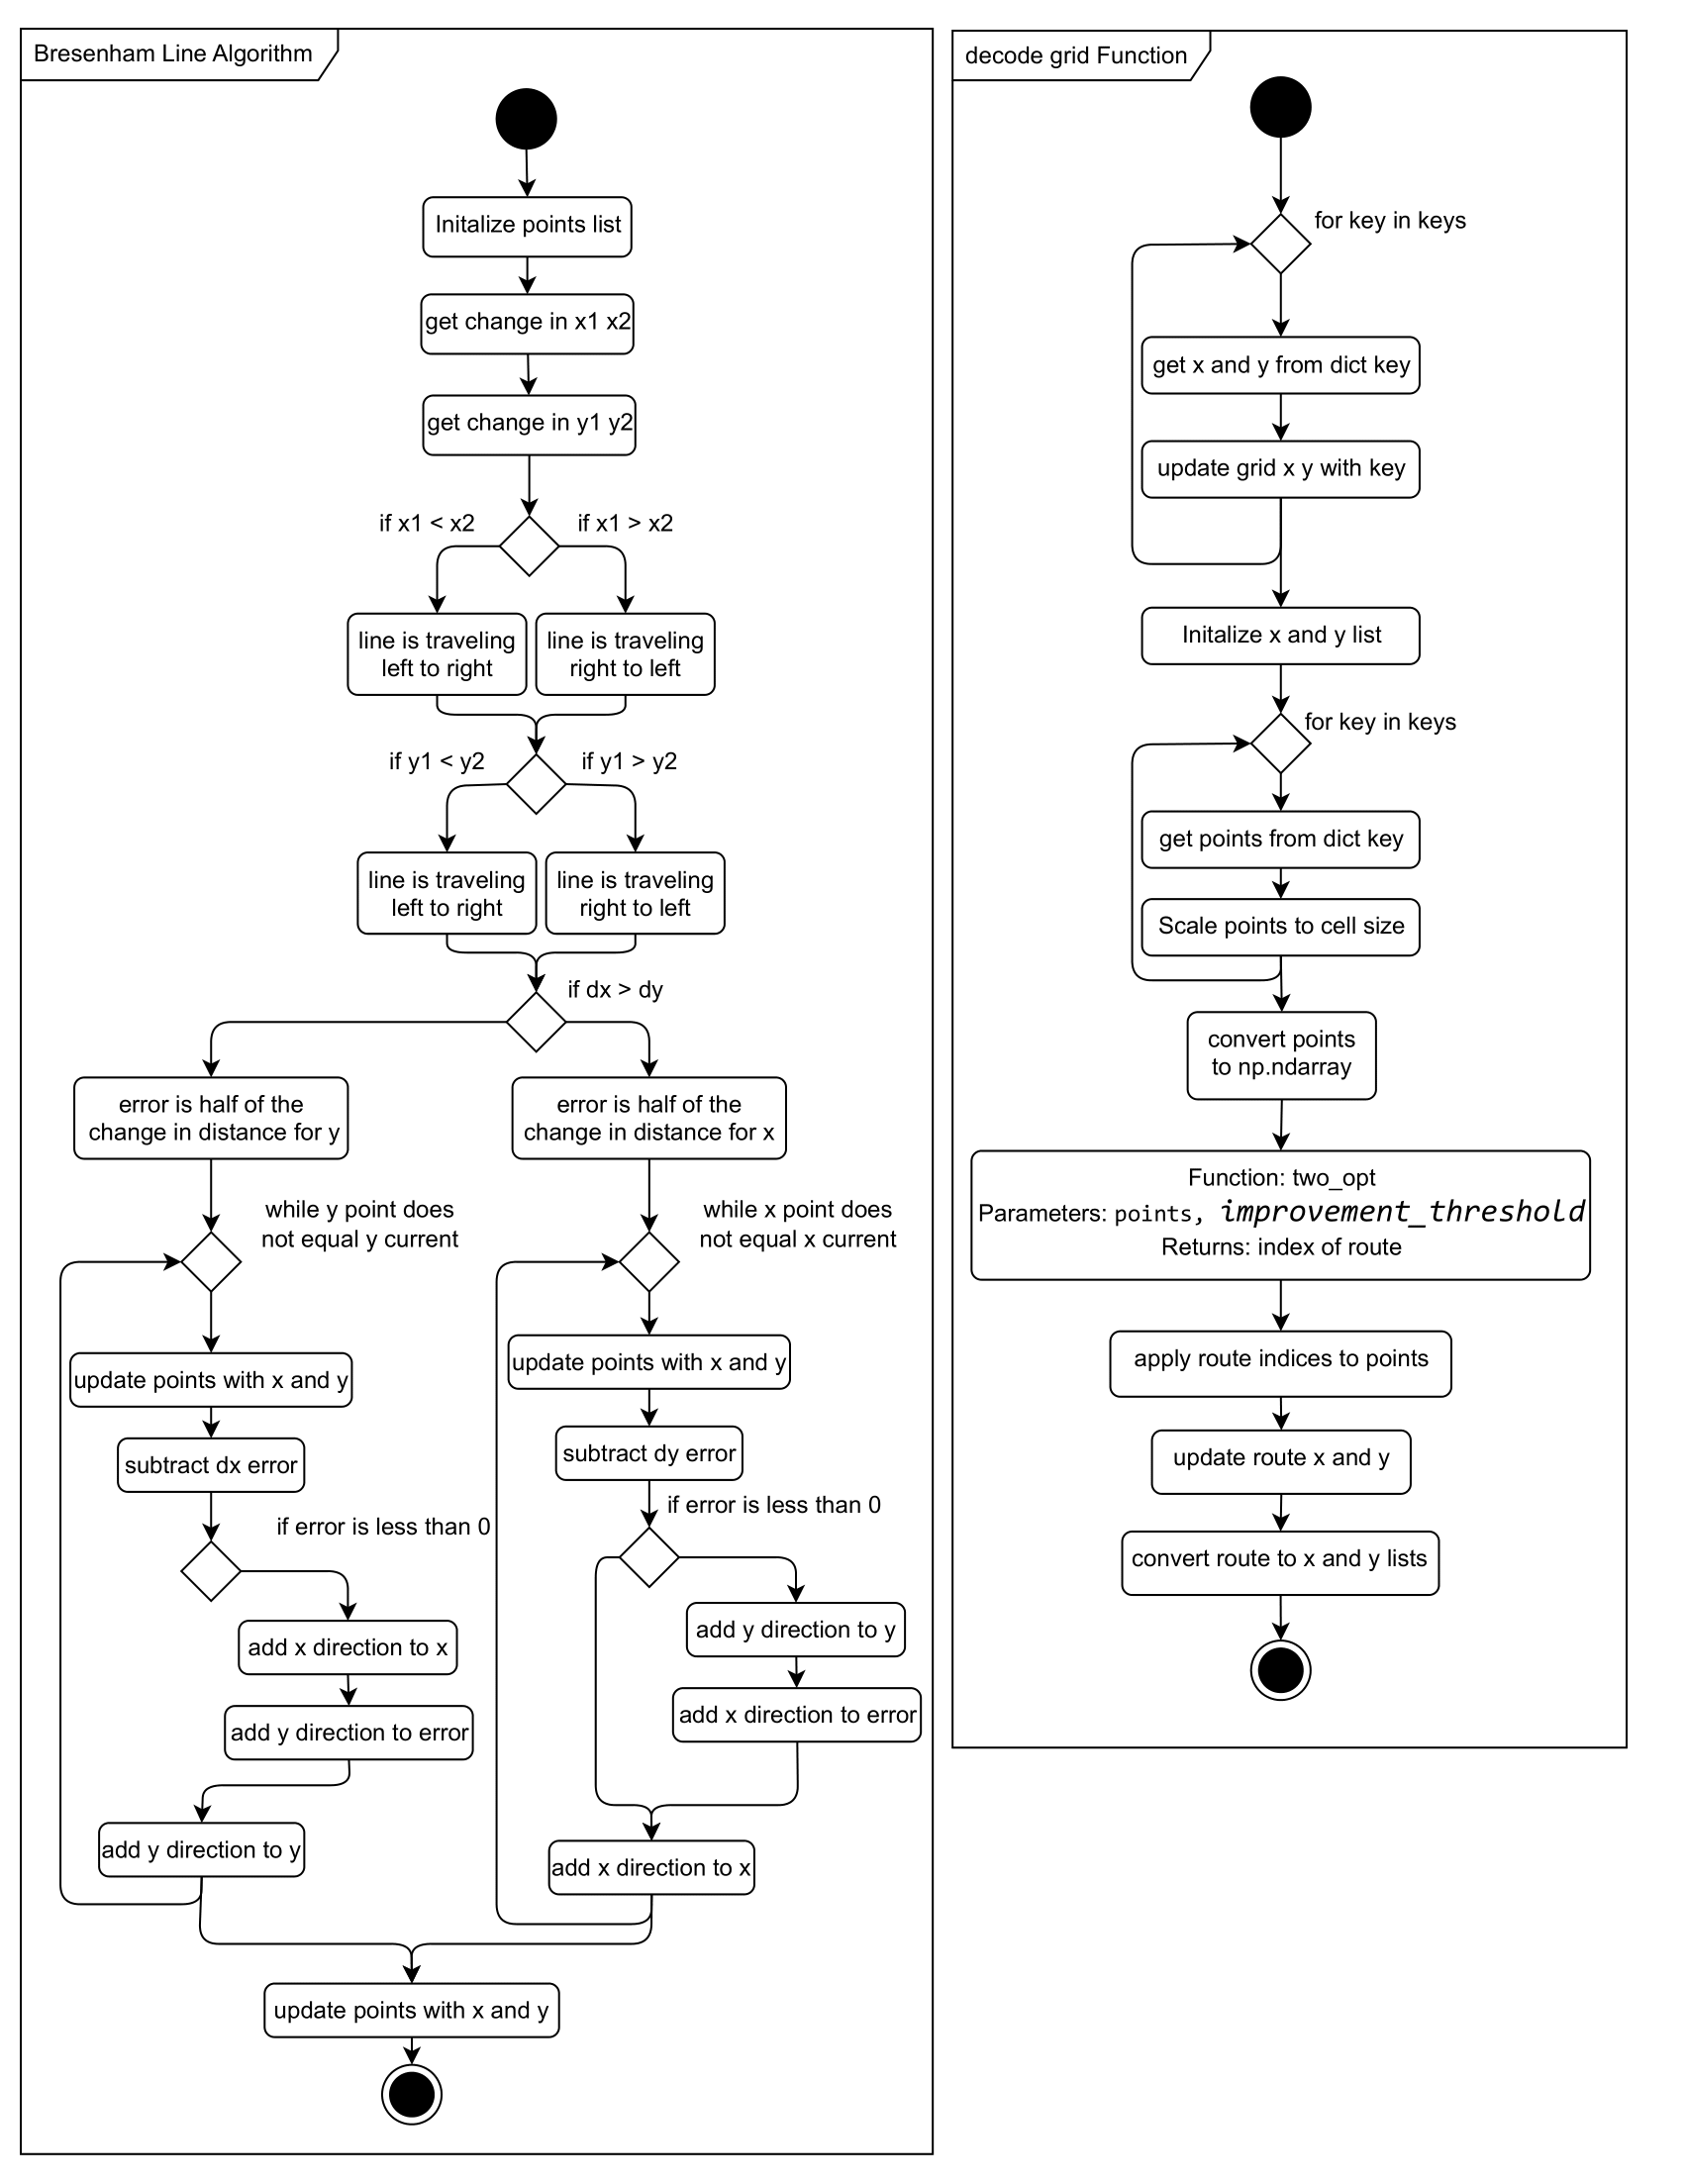 Bresenham Line Algorithm
Initalize points list
get change in x1 x2
get change in y1 y2
if x1 < x2
if x1 > x2
line is traveling
left to right
line is traveling
right to left
if y1 < y2
if y1 > y2
line is traveling
left to right
line is traveling
right to left
if dx > dy
error is half of the
change in distance for y
error is half of the
change in distance for x
while y point does
not equal y current
while x point does
not equal x current
update points with x and y
update points with x and y
subtract dx error
subtract dy error
if error is less than 0
if error is less than 0
add x direction to x
add y direction to y
add y direction to error
add x direction to error
add y direction to y
add x direction to x
update points with x and y
decode grid Function
for key in keys
get x and y from dict key
update grid x y with key
Initalize x and y list
for key in keys
get points from dict key
Scale points to cell size
convert points
to np.ndarray
Function: two_opt
Parameters: points, improvement_threshold
Returns: index of route
apply route indices to points
update route x and y
convert route to x and y lists